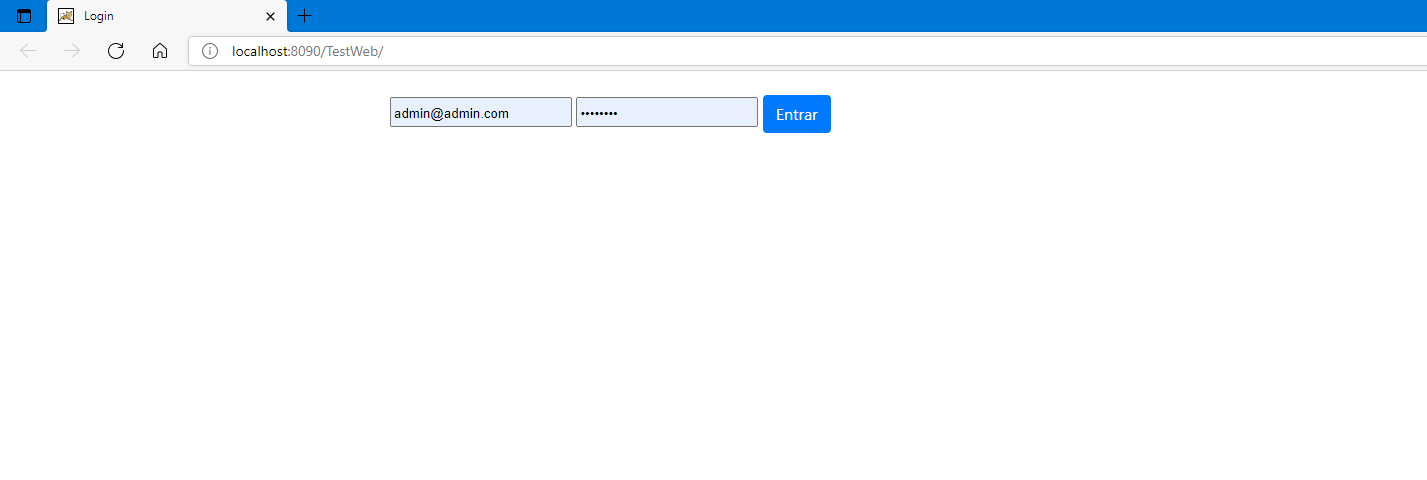 Login
localhost:8090/TestWeb/
admin@admin.com •••••••• Entrar